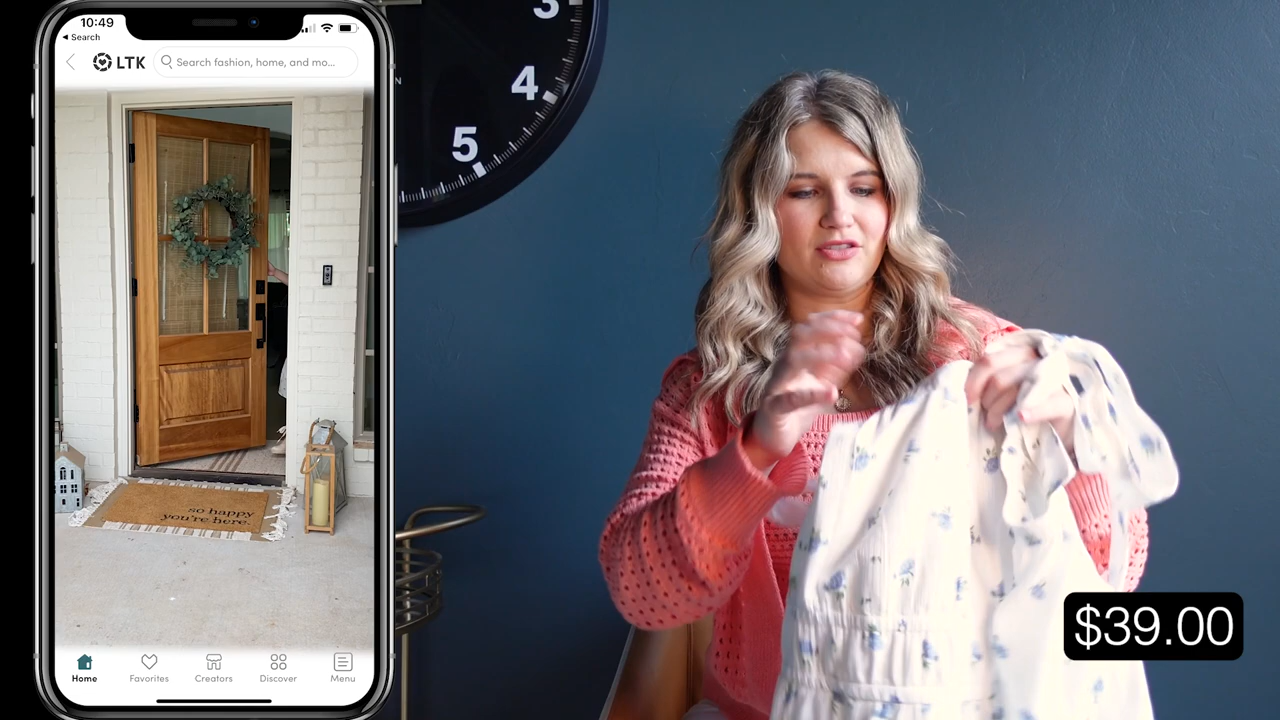 10:49
Search
LTK
Search fashion, home, and mo...
so happy
you're here.
Home
Favorites
Creators
Discover
Menu
3
4
5
N
$39.00